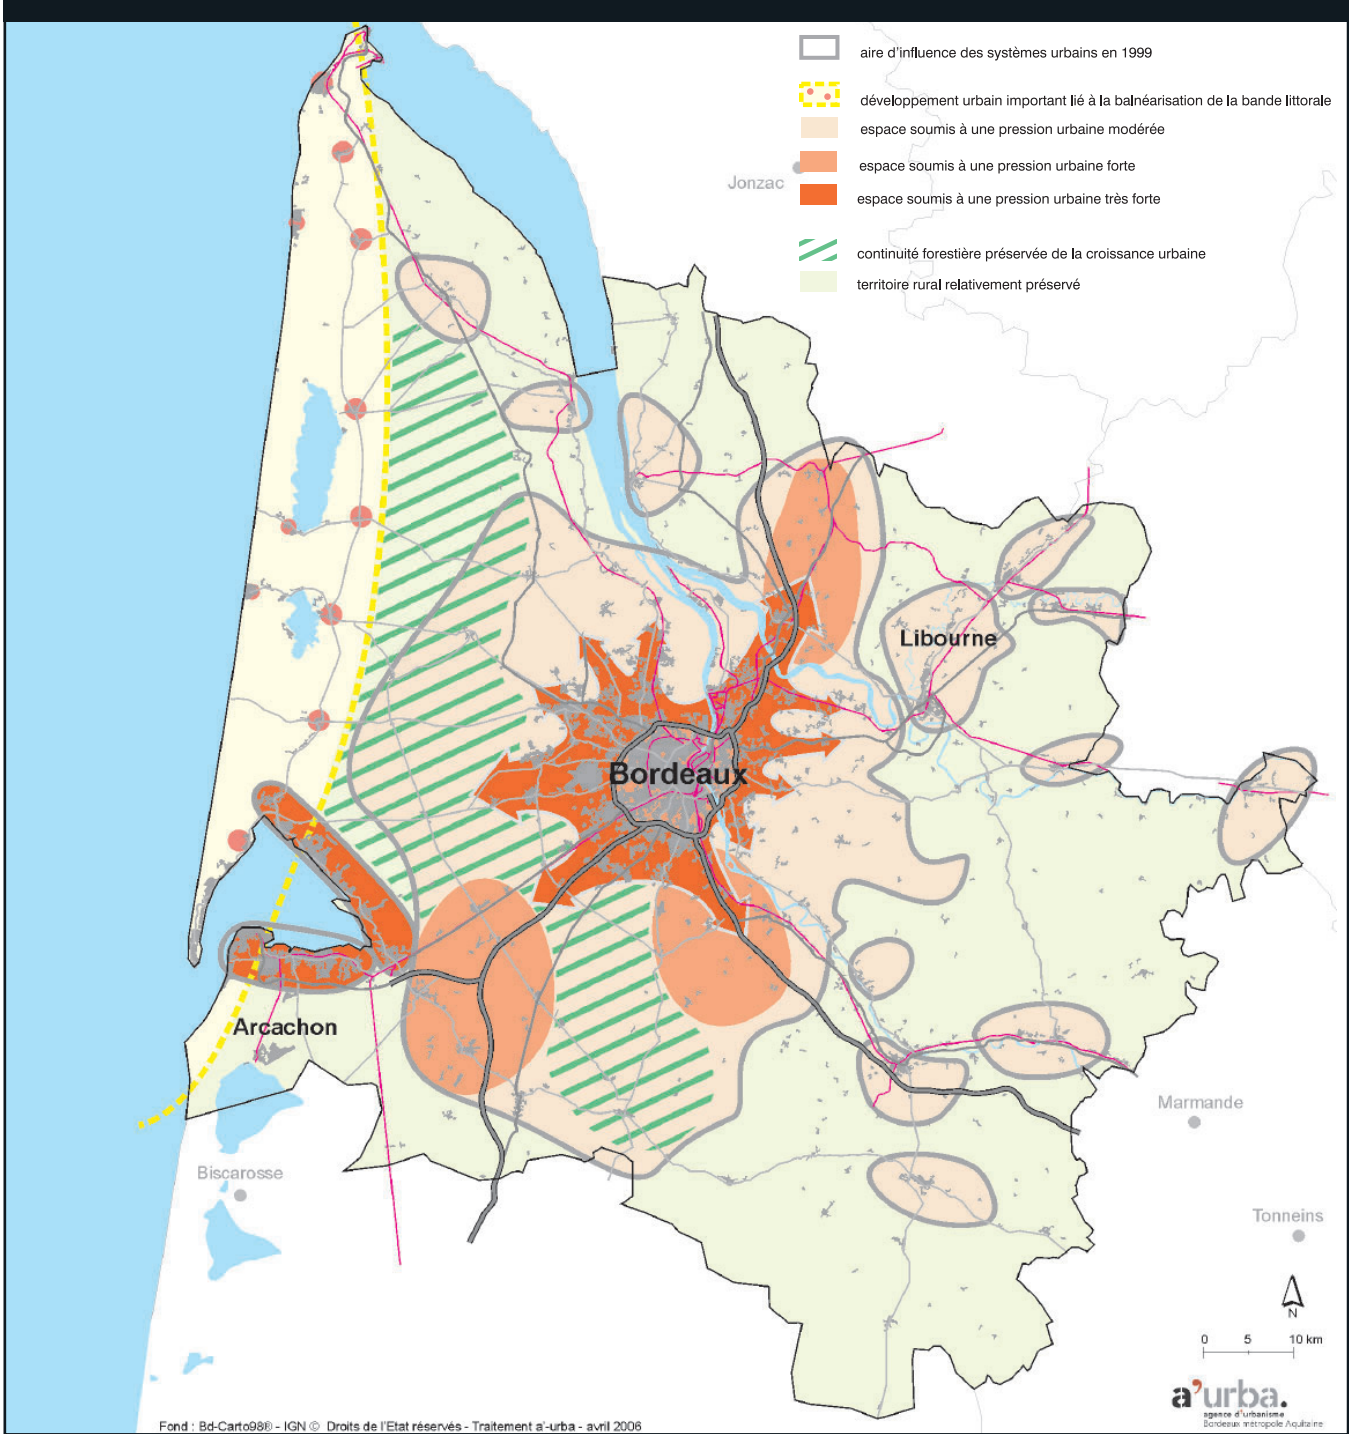 aire d'influence des systèmes urbains en 1999
développement urbain important lié à la balnéarisation de la bande littorale
espace soumis à une pression urbaine modérée
espace soumis à une pression urbaine forte
espace soumis à une pression urbaine très forte
continuité forestière préservée de la croissance urbaine
territoire rural relativement préservé
Jonzac
Libourne
Bordeaux
Arcachon
Marmande
Biscarosse
Tonneins
N
0 5 10 km
a'urba.
agence d'urbanisme
Bordeaux métropole Aquitaine
Fond : Bd-Carto98® - IGN © Droits de l'Etat réservés - Traitement a'-urba - avril 2006